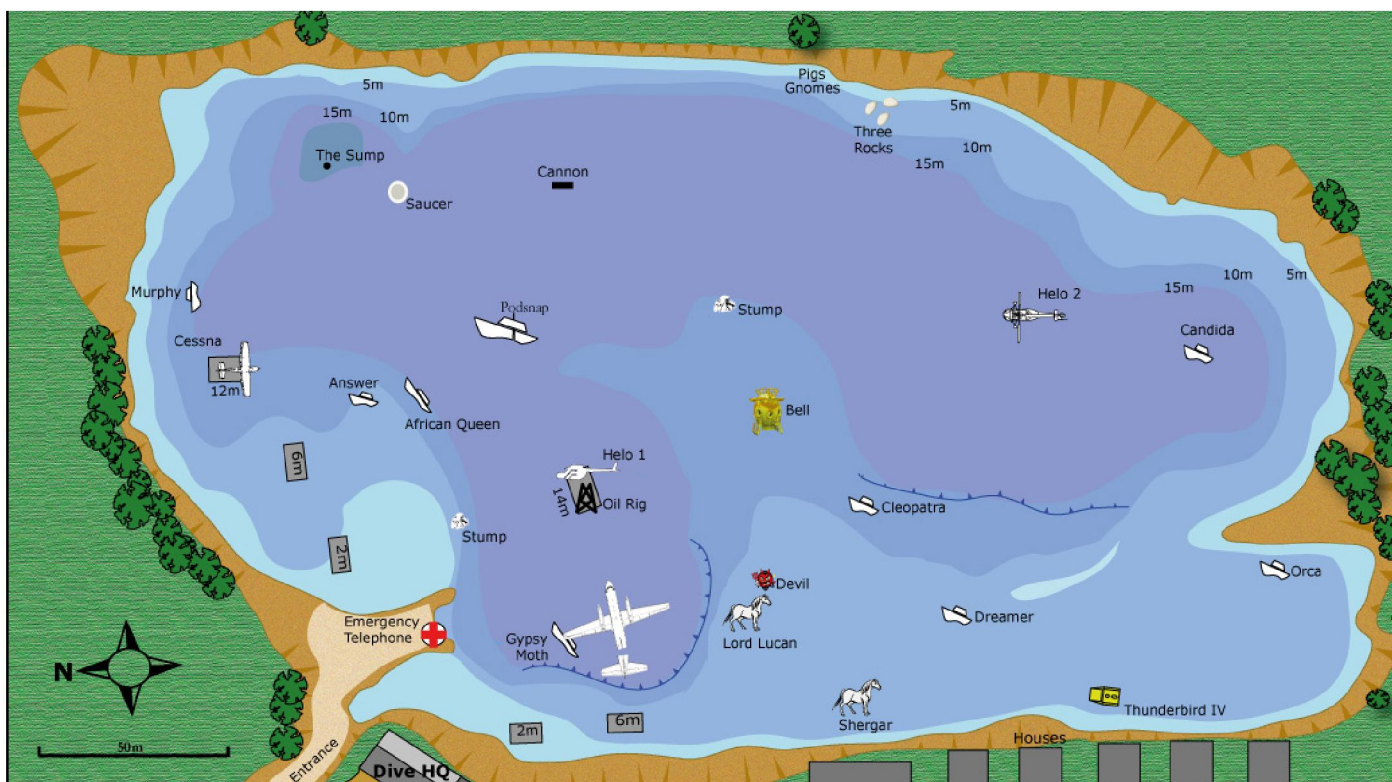 Pigs
Gnomes
5m
15m
10m
Three
Rocks
5m
10m
15m
The Sump
Cannon
Saucer
10m
5m
15m
Murphy
Podsnap
Stump
Helo 2
Candida
Cessna
12m
Answer
African Queen
Bell
6m
Helo 1
14m
Oil Rig
Cleopatra
Stump
2m
Devil
Orca
Emergency
Telephone
Gypsy
Moth
Lord Lucan
Dreamer
N
Shergar
Thunderbird IV
2m
6m
50m
Entrance
Dive HQ
Houses